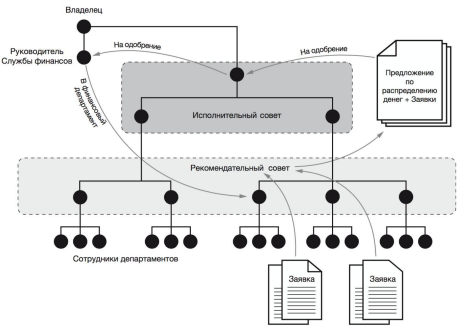 Владелец
Руководитель
Службы финансов
На одобрение
На одобрение
В финансовый
департамент
Предложение
по
распределению
денег + Заявки
Исполнительный совет
Рекомендательный совет
Сотрудники департаментов
Заявка
Заявка